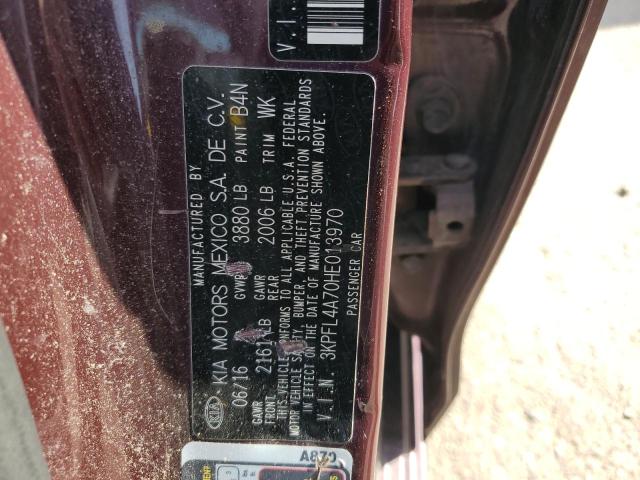 V.I.
MANUFACTURED BY
KIA KIA MOTORS MEXICO S.A. DE C.V.
06/16 GVWR 3880 LB PAINT B4N
GAWR FRONT 2161 LB GAWR REAR 2006 LB TRIM WK
THIS VEHICLE CONFORMS TO ALL APPLICABLE U.S.A. FEDERAL
MOTOR VEHICLE SAFETY, BUMPER, AND THEFT PREVENTION STANDARDS
IN EFFECT ON THE DATE OF MANUFACTURE SHOWN ABOVE.
V.I.N. 3KPFL4A70HE013970
PASSENGER CAR
A870